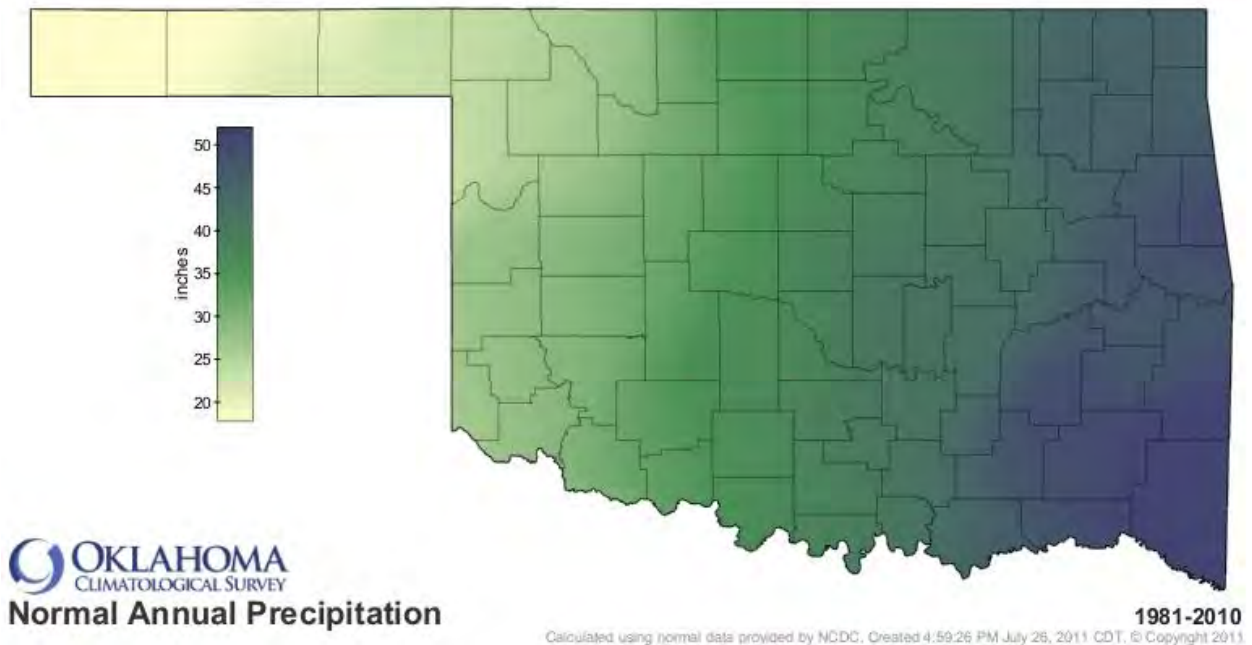 50
45
40
35
30
25
20
inches
OKLAHOMA
CLIMATOLOGICAL SURVEY
Normal Annual Precipitation
1981-2010
Calculated using normal data provided by NCDC. Created 4:59:26 PM July 26, 2011 CDT. © Copyright 2011